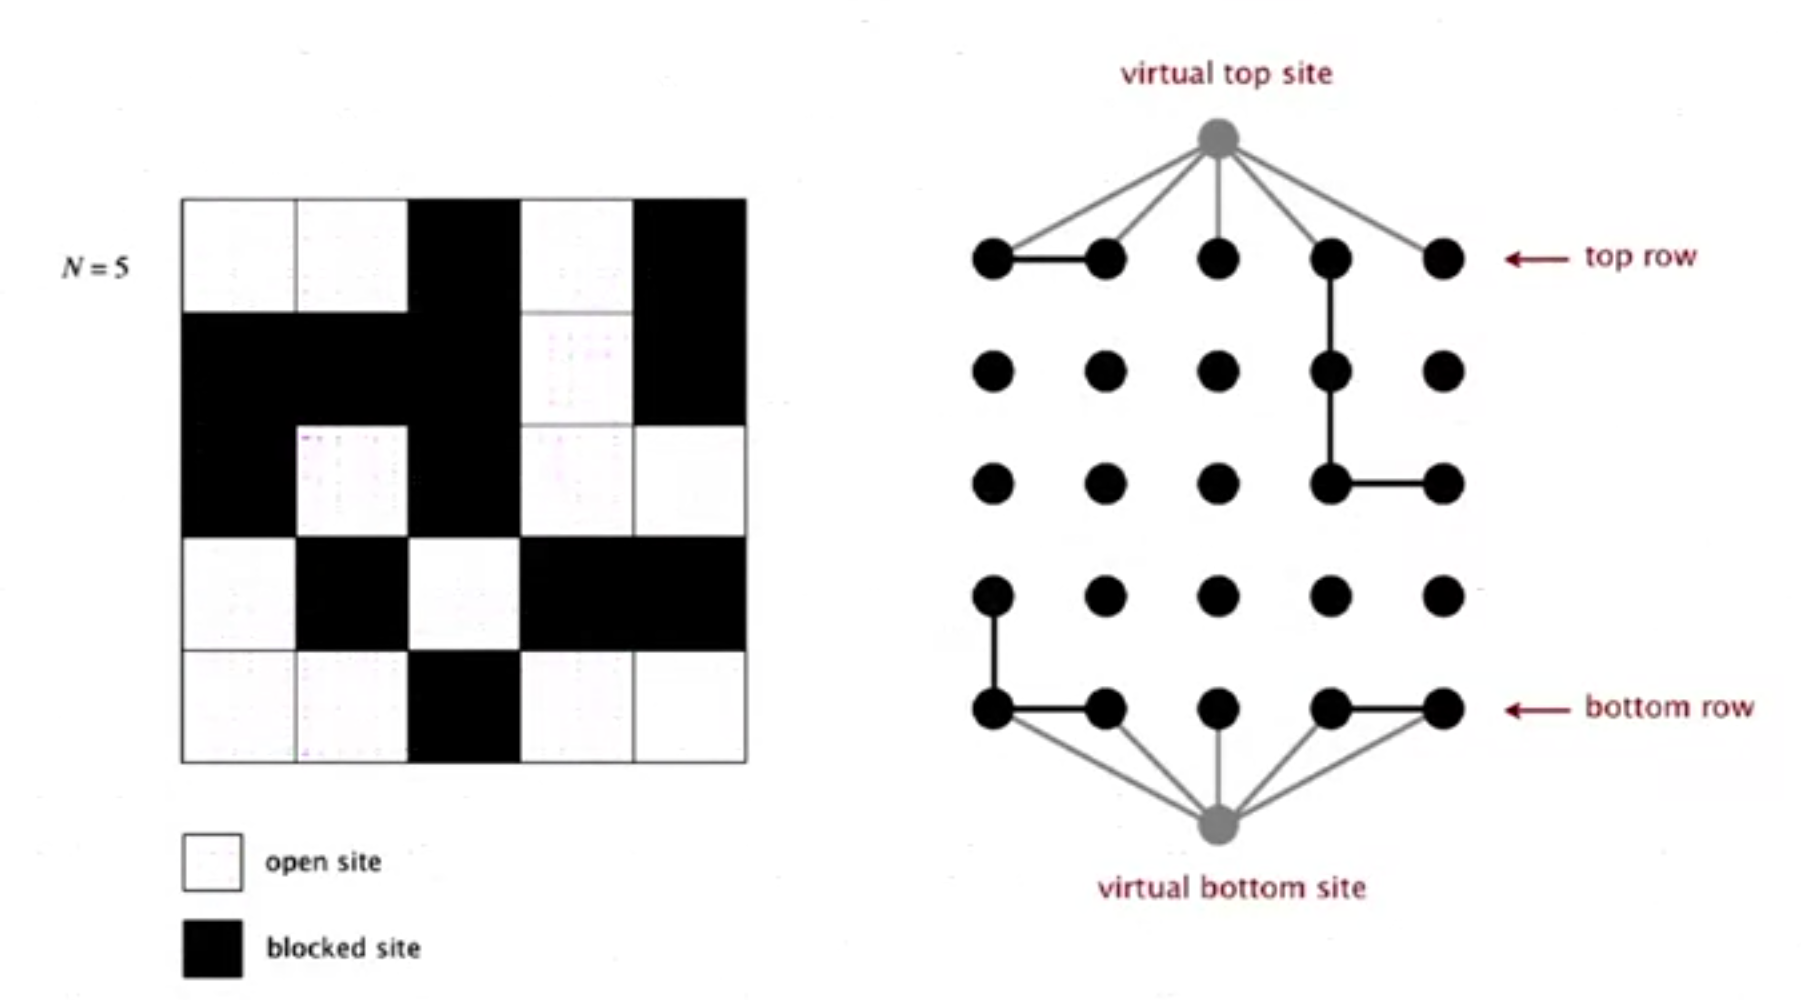 virtual top site
N = 5
top row
bottom row
open site
virtual bottom site
blocked site